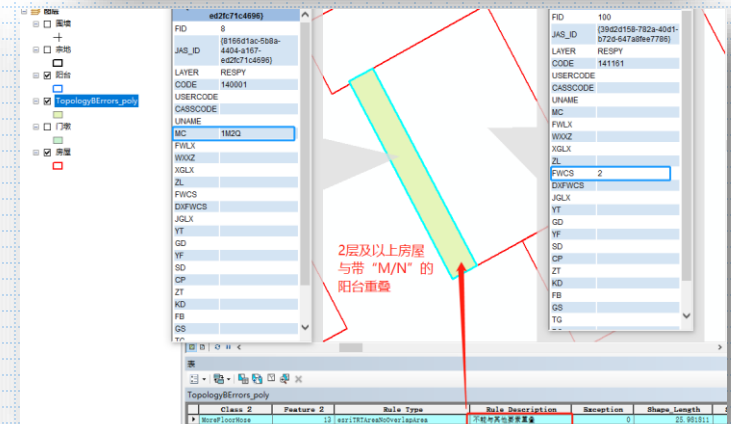 图层
围墙
宗地
阳台
TopologyBErrors_poly
门墩
房屋
ed2fc71c4696}
FID 8
JAS_ID {8166d1ac-5b8a-
4404-a167-
ed2fc71c4696}
LAYER RESPY
CODE 140001
USERCODE
CASSCODE
UNAME
MC 1M2Q
FWLX
WXXZ
XGLX
ZL
FWCS
DXFWCS
JGLX
YT
GD
YF
SD
CP
ZT
KD
FB
GS
TG
FID 100
JAS_ID {39d2d158-782a-40d1-
b72d-647a8fee7786}
LAYER RESPY
CODE 141161
USERCODE
CASSCODE
UNAME
MC
FWLX
WXXZ
XGLX
ZL
FWCS 2
DXFWCS
JGLX
YT
GD
YF
SD
CP
ZT
KD
FB
GS
TG
2层及以上房屋
与带“M/N”的
阳台重叠
表
TopologyBErrors_poly
Class 2 Feature 2 Rule Type Rule Description Exception Shape_Length
MoreFloorHose 13 esriTRTAreaNoOverlapArea 不能与其他要素重叠 0 25.981811